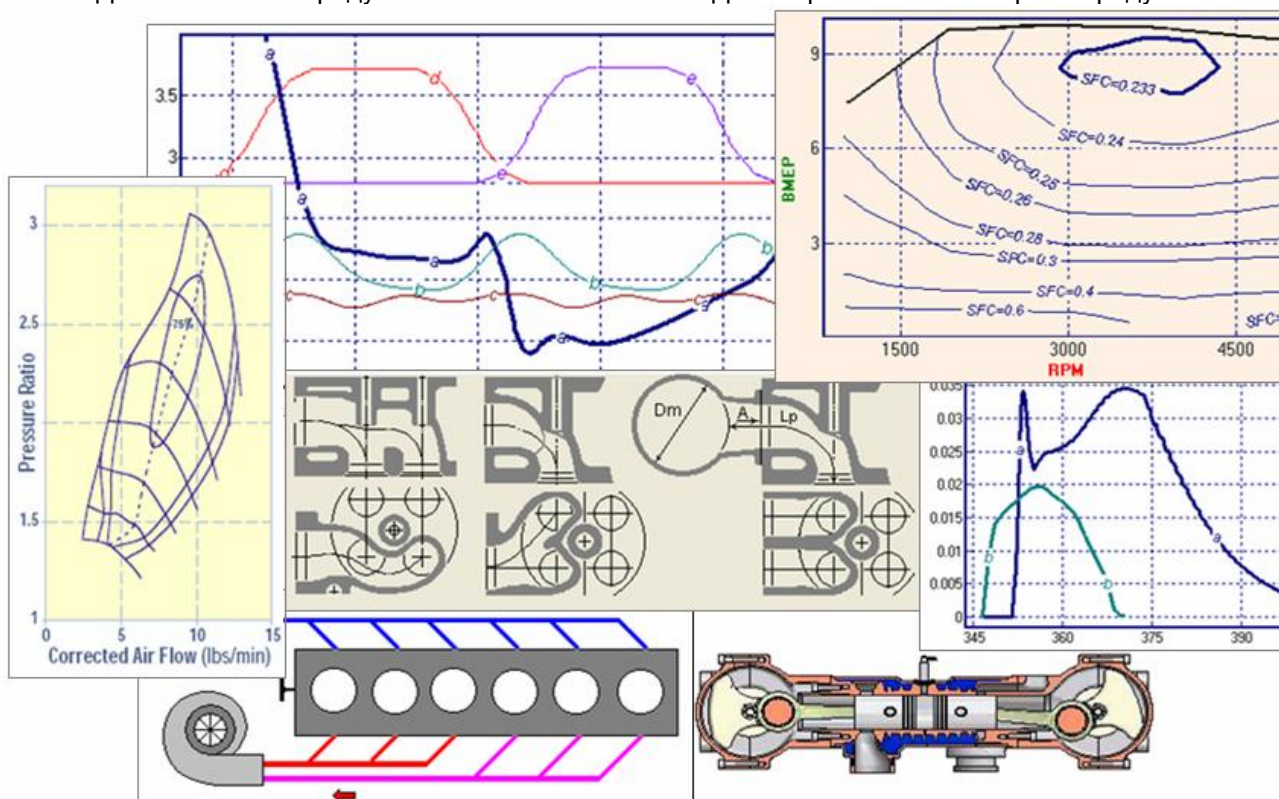 3.5
3
a
d
e
a
d
e
b
a
b
b
c
c
c
a
a
9
6
3
BMEP
SFC=0.233
SFC=0.24
SFC=0.25
SFC=0.26
SFC=0.28
SFC=0.3
SFC=0.4
SFC=0.6
SFC=
1500
3000
4500
RPM
3
2.5
1.5
1
75%
Pressure Ratio
0
5
10
15
Corrected Air Flow (lbs/min)
Dm
A
Lp
0.035
0.03
0.025
0.02
0.015
0.01
0.005
0
a
b
a
b
345
360
375
390